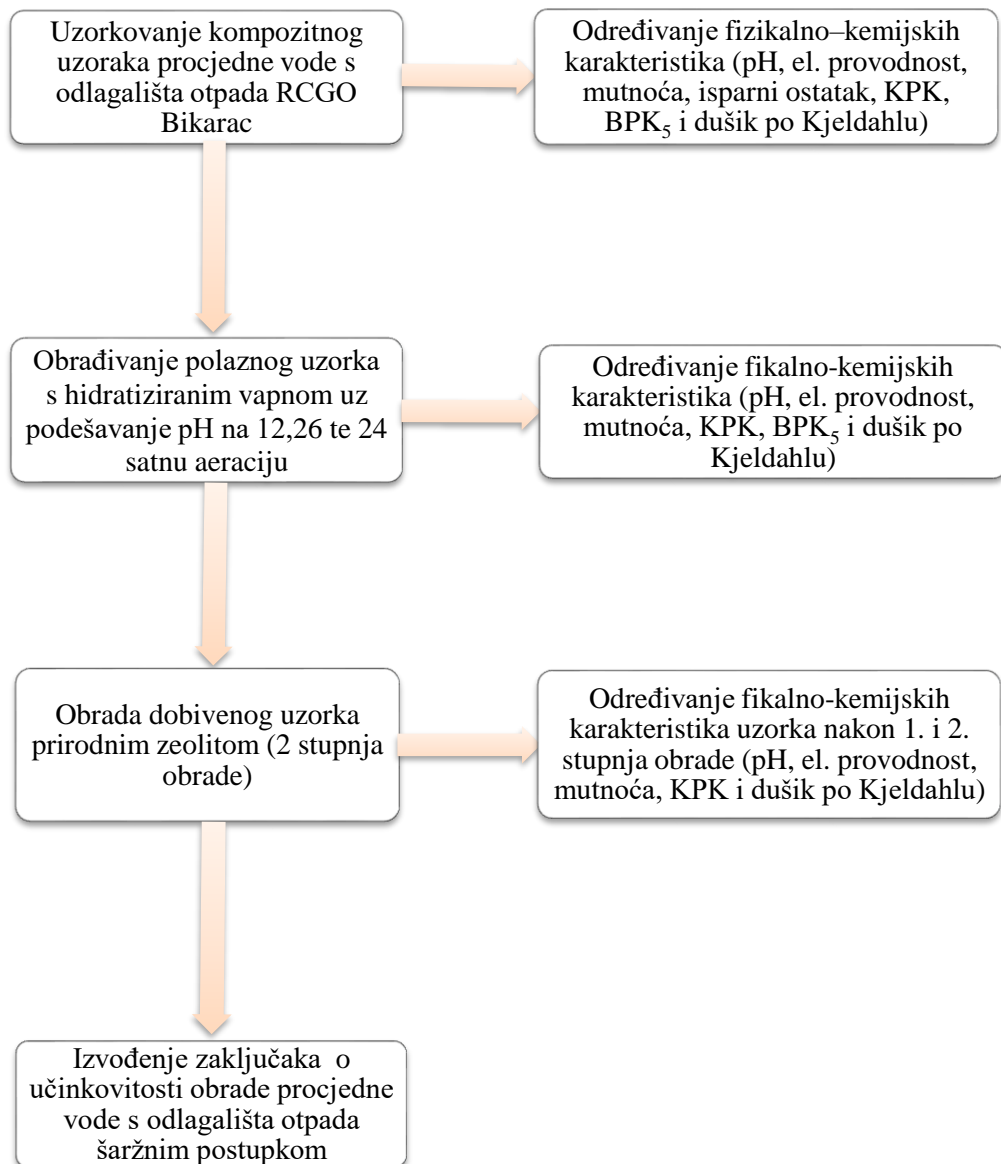 Uzorkovanje kompozitnog
uzoraka procjedne vode s
odlagališta otpada RCGO
Bikarac
Određivanje fizikalno–kemijskih
karakteristika (pH, el. provodnost,
mutnoća, isparni ostatak, KPK,
BPK₅ i dušik po Kjeldahlu)
Obrađivanje polaznog uzorka
s hidratiziranim vapnom uz
podešavanje pH na 12,26 te 24
satnu aeraciju
Određivanje fikalno-kemijskih
karakteristika (pH, el. provodnost,
mutnoća, KPK, BPK₅ i dušik po
Kjeldahlu)
Obrada dobivenog uzorka
prirodnim zeolitom (2 stupnja
obrade)
Određivanje fikalno-kemijskih
karakteristika uzorka nakon 1. i 2.
stupnja obrade (pH, el. provodnost,
mutnoća, KPK i dušik po Kjeldahlu)
Izvođenje zaključaka o
učinkovitosti obrade procjedne
vode s odlagališta otpada
šaržnim postupkom